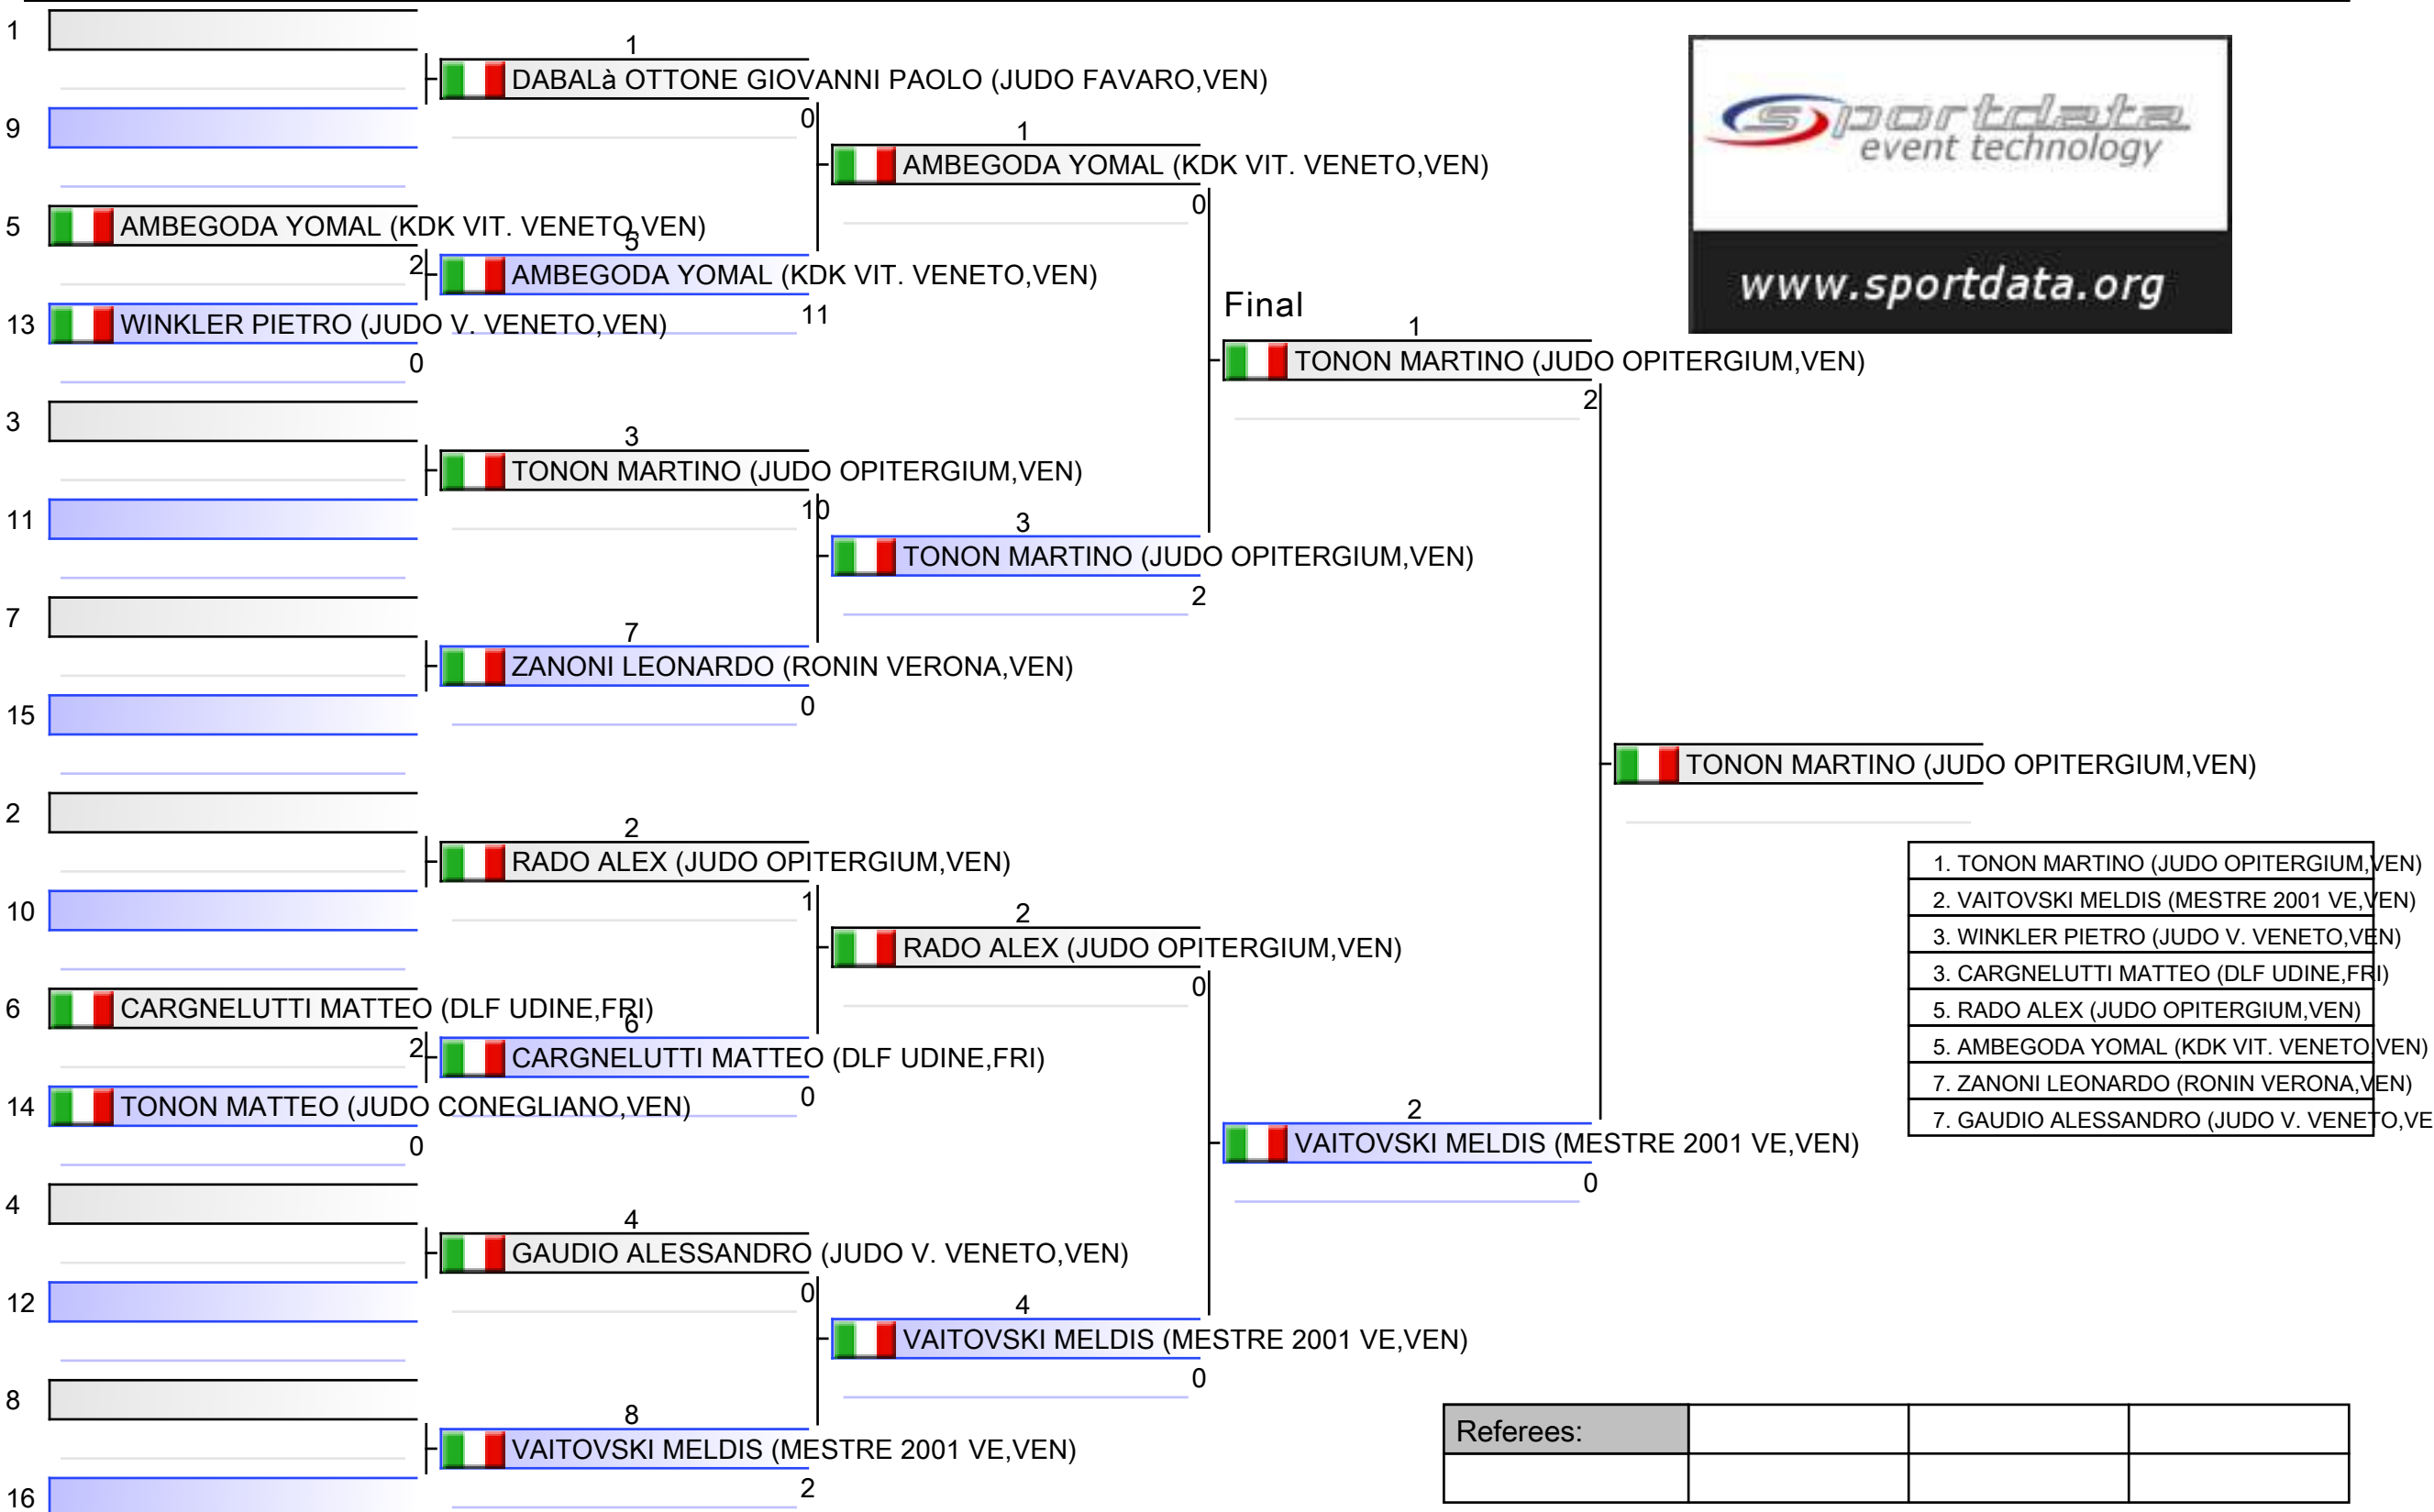 1
1
DABALà OTTONE GIOVANNI PAOLO (JUDO FAVARO,VEN)
0
9
1
AMBEGODA YOMAL (KDK VIT. VENETO,VEN)
0
5
AMBEGODA YOMAL (KDK VIT. VENETO,VEN)
2
5
AMBEGODA YOMAL (KDK VIT. VENETO,VEN)
11
13
WINKLER PIETRO (JUDO V. VENETO,VEN)
0
Final
1
TONON MARTINO (JUDO OPITERGIUM,VEN)
2
3
3
TONON MARTINO (JUDO OPITERGIUM,VEN)
10
11
3
TONON MARTINO (JUDO OPITERGIUM,VEN)
2
7
7
ZANONI LEONARDO (RONIN VERONA,VEN)
0
15
TONON MARTINO (JUDO OPITERGIUM,VEN)
2
2
RADO ALEX (JUDO OPITERGIUM,VEN)
1
10
2
RADO ALEX (JUDO OPITERGIUM,VEN)
0
6
CARGNELUTTI MATTEO (DLF UDINE,FRI)
2
6
CARGNELUTTI MATTEO (DLF UDINE,FRI)
0
14
TONON MATTEO (JUDO CONEGLIANO,VEN)
0
2
VAITOVSKI MELDIS (MESTRE 2001 VE,VEN)
0
4
4
GAUDIO ALESSANDRO (JUDO V. VENETO,VEN)
0
12
4
VAITOVSKI MELDIS (MESTRE 2001 VE,VEN)
0
8
8
VAITOVSKI MELDIS (MESTRE 2001 VE,VEN)
2
16
sportdata
event technology
www.sportdata.org
1. TONON MARTINO (JUDO OPITERGIUM,VEN)
2. VAITOVSKI MELDIS (MESTRE 2001 VE,VEN)
3. WINKLER PIETRO (JUDO V. VENETO,VEN)
3. CARGNELUTTI MATTEO (DLF UDINE,FRI)
5. RADO ALEX (JUDO OPITERGIUM,VEN)
5. AMBEGODA YOMAL (KDK VIT. VENETO,VEN)
7. ZANONI LEONARDO (RONIN VERONA,VEN)
7. GAUDIO ALESSANDRO (JUDO V. VENETO,VE
Referees: